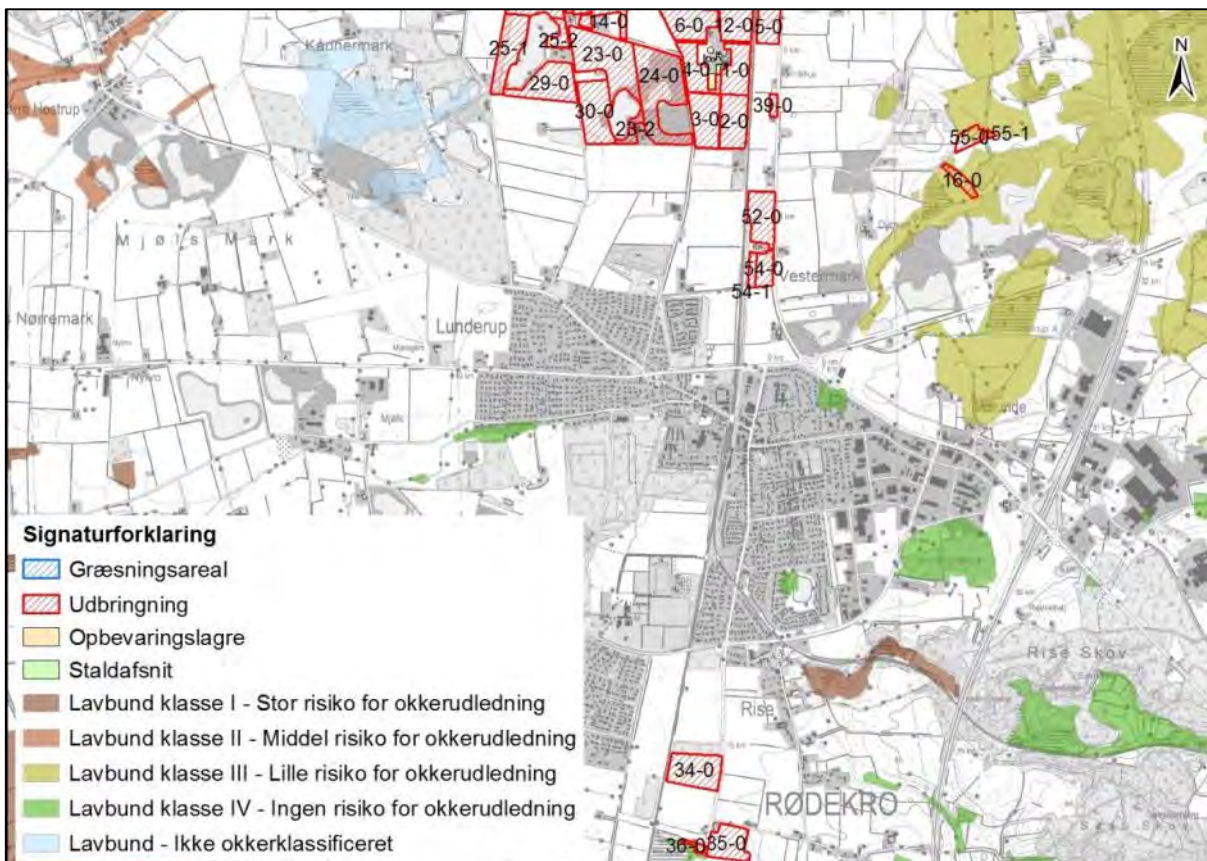 14-0
6-0
12-0
5-0
Kådnermark
25-1
25-2
23-0
24-0
4-0
1-0
29-0
39-0
30-0
3-0
2-0
23-2
55-0
55-1
16-0
52-0
Mjøls Mark
54-0
Vestermark
54-1
Nørremark
Lunderup
Mjøls
Signaturforklaring
Græsningsareal
Udbringning
Opbevaringslagre
Staldafsnit
Lavbund klasse I - Stor risiko for okkerudledning
Lavbund klasse II - Middel risiko for okkerudledning
Lavbund klasse III - Lille risiko for okkerudledning
Lavbund klasse IV - Ingen risiko for okkerudledning
Lavbund - Ikke okkerklassificeret
Rise Skov
Rise
34-0
RØDEKRO
36-0
35-0
N